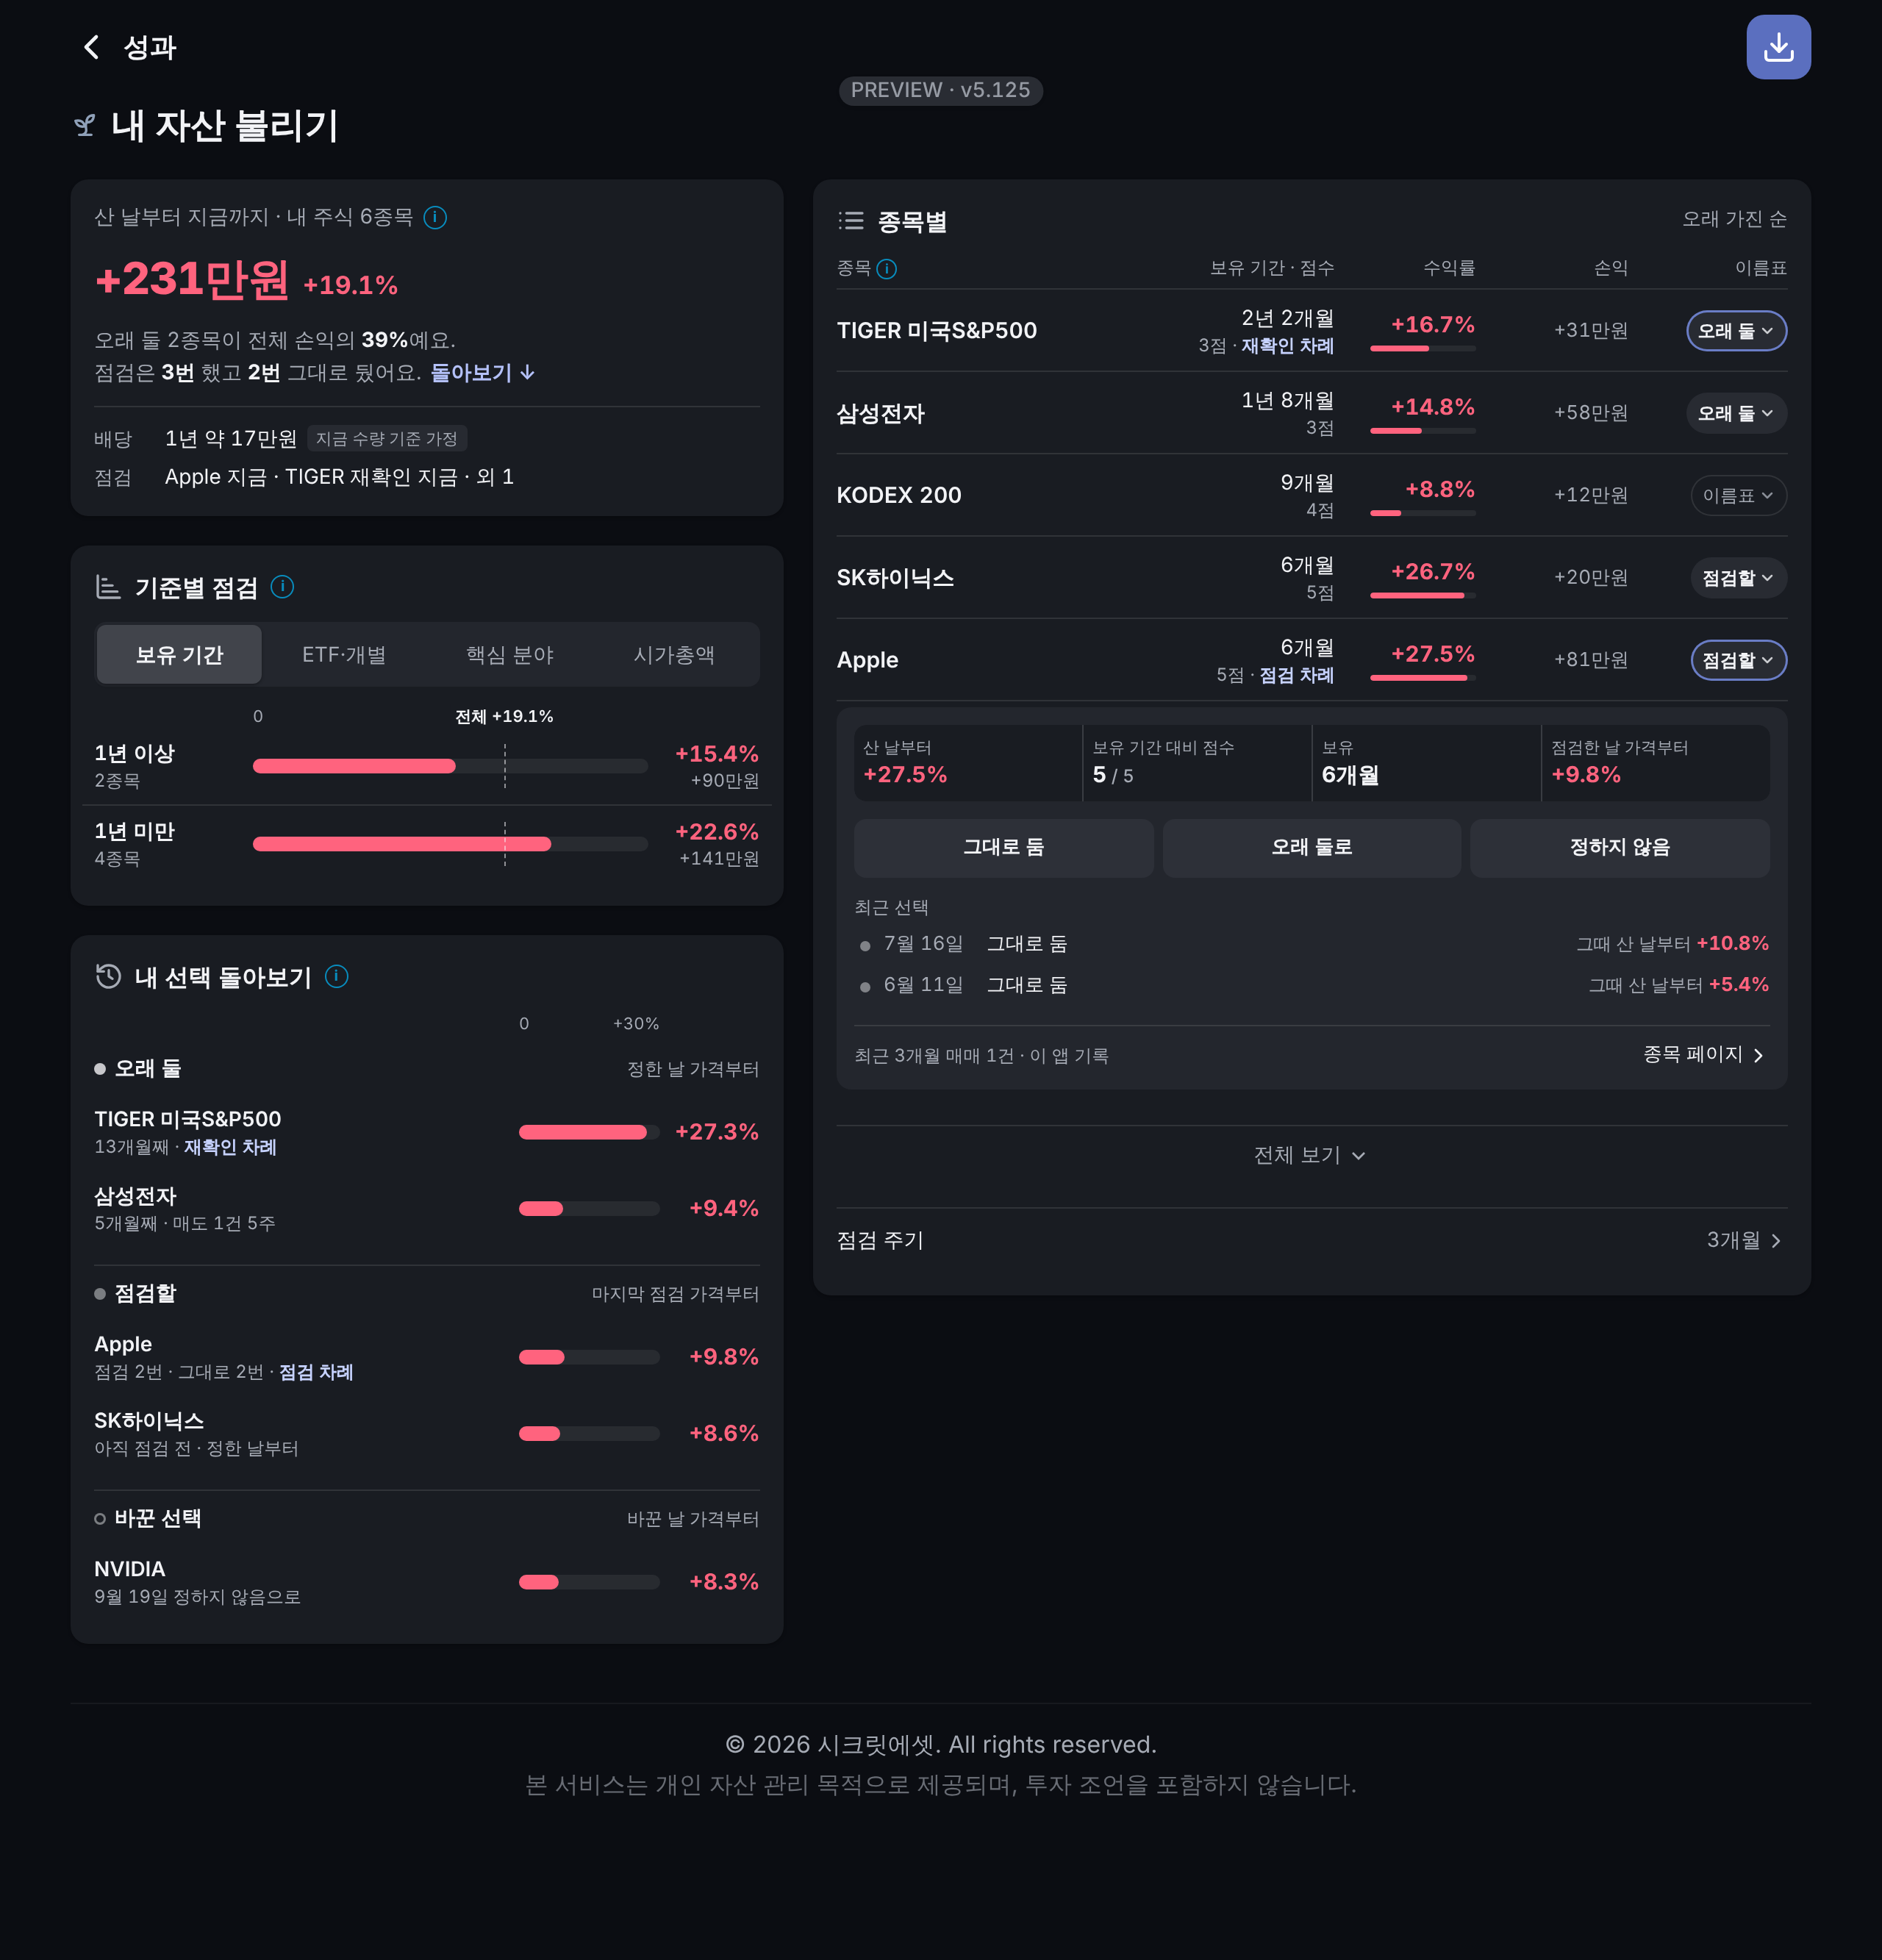 성과
PREVIEW · v5.125
내 자산 불리기
산 날부터 지금까지 · 내 주식 6종목
+231만원 +19.1%
오래 둘 2종목이 전체 손익의 39%예요.
점검은 3번 했고 2번 그대로 뒀어요. 돌아보기 ↓
배당 1년 약 17만원 지금 수량 기준 가정
점검 Apple 지금 · TIGER 재확인 지금 · 외 1
기준별 점검
보유 기간 ETF·개별 핵심 분야 시가총액
0 전체 +19.1%
1년 이상 +15.4%
2종목 +90만원
1년 미만 +22.6%
4종목 +141만원
내 선택 돌아보기
0 +30%
오래 둘 정한 날 가격부터
TIGER 미국S&P500
13개월째 · 재확인 차례
+27.3%
삼성전자
5개월째 · 매도 1건 5주
+9.4%
점검할 마지막 점검 가격부터
Apple
점검 2번 · 그대로 2번 · 점검 차례
+9.8%
SK하이닉스
아직 점검 전 · 정한 날부터
+8.6%
바꾼 선택 바꾼 날 가격부터
NVIDIA
9월 19일 정하지 않음으로
+8.3%
종목별 오래 가진 순
종목 보유 기간 · 점수 수익률 손익 이름표
TIGER 미국S&P500 2년 2개월 +16.7% +31만원 오래 둘
3점 · 재확인 차례
삼성전자 1년 8개월 +14.8% +58만원 오래 둘
3점
KODEX 200 9개월 +8.8% +12만원 이름표
4점
SK하이닉스 6개월 +26.7% +20만원 점검할
5점
Apple 6개월 +27.5% +81만원 점검할
5점 · 점검 차례
산 날부터 보유 기간 대비 점수 보유 점검한 날 가격부터
+27.5% 5 / 5 6개월 +9.8%
그대로 둠 오래 둘로 정하지 않음
최근 선택
7월 16일 그대로 둠 그때 산 날부터 +10.8%
6월 11일 그대로 둠 그때 산 날부터 +5.4%
최근 3개월 매매 1건 · 이 앱 기록 종목 페이지
전체 보기
점검 주기 3개월
© 2026 시크릿에셋. All rights reserved.
본 서비스는 개인 자산 관리 목적으로 제공되며, 투자 조언을 포함하지 않습니다.